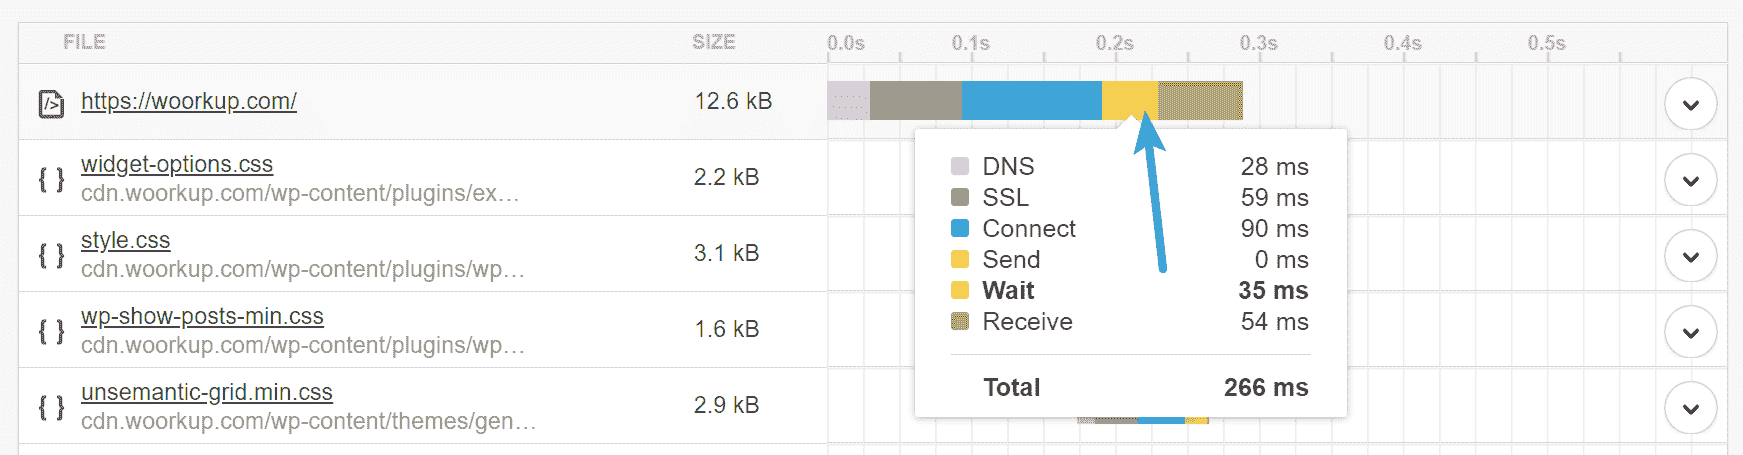 FILE SIZE 0.0s 0.1s 0.2s 0.3s 0.4s 0.5s
https://woorkup.com/ 12.6 kB
widget-options.css
cdn.woorkup.com/wp-content/plugins/ex… 2.2 kB
style.css
cdn.woorkup.com/wp-content/plugins/wp… 3.1 kB
wp-show-posts-min.css
cdn.woorkup.com/wp-content/plugins/wp… 1.6 kB
unsemantic-grid.min.css
cdn.woorkup.com/wp-content/themes/gen… 2.9 kB
DNS 28 ms
SSL 59 ms
Connect 90 ms
Send 0 ms
Wait 35 ms
Receive 54 ms
Total 266 ms